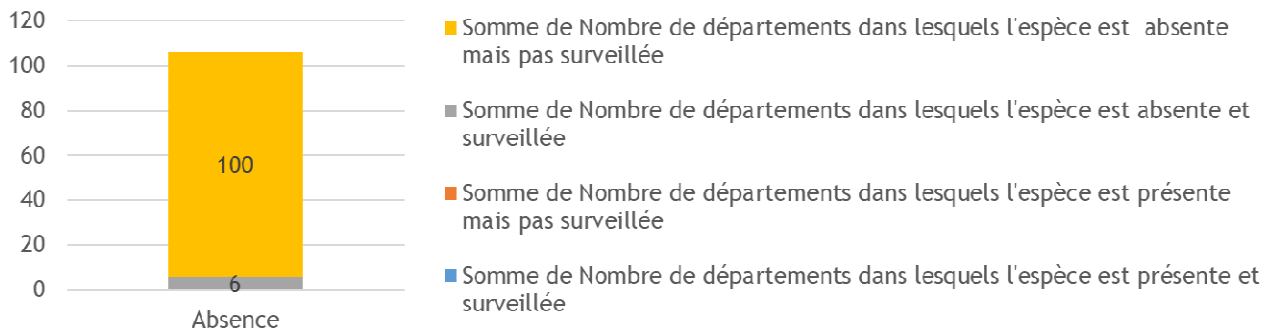 120
100
80
60
40
20
0
100
6
Absence
Somme de Nombre de départements dans lesquels l'espèce est absente
mais pas surveillée
Somme de Nombre de départements dans lesquels l'espèce est absente et
surveillée
Somme de Nombre de départements dans lesquels l'espèce est présente
mais pas surveillée
Somme de Nombre de départements dans lesquels l'espèce est présente et
surveillée